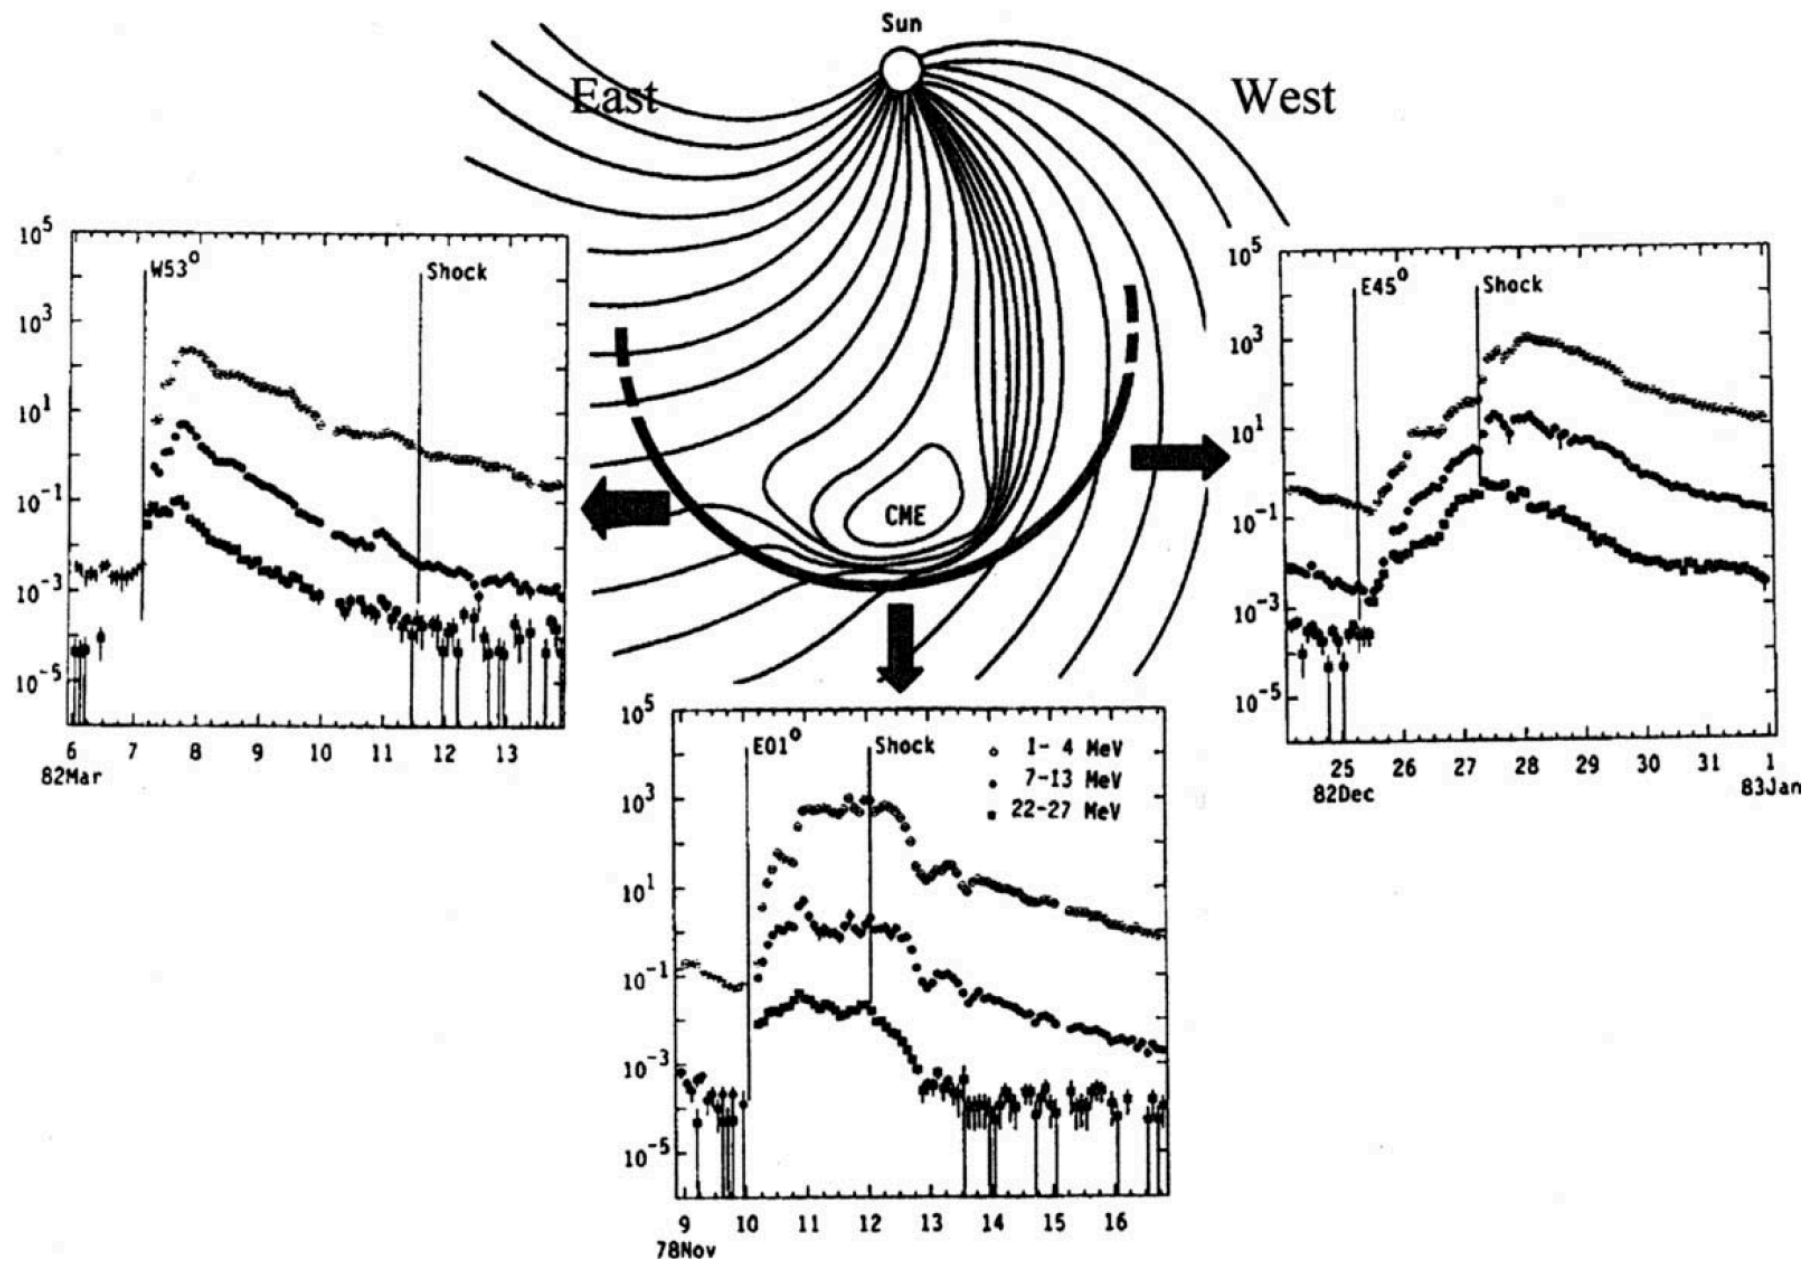 Sun
East
West
CME
10^5
10^3
10^1
10^-1
10^-3
10^-5
W53°
Shock
6 7 8 9 10 11 12 13
82Mar
10^5
10^3
10^1
10^-1
10^-3
10^-5
E45°
Shock
25 26 27 28 29 30 31 1
82Dec
83Jan
10^5
10^3
10^1
10^-1
10^-3
10^-5
E01°
Shock
1- 4 MeV
7-13 MeV
22-27 MeV
9 10 11 12 13 14 15 16
78Nov